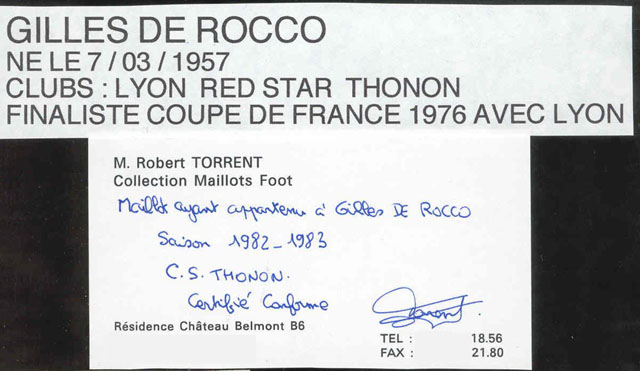 GILLES DE ROCCO
NE LE 7 / 03 / 1957
CLUBS : LYON RED STAR THONON
FINALISTE COUPE DE FRANCE 1976 AVEC LYON
M. Robert TORRENT
Collection Maillots Foot
Maillot ayant appartenu à Gilles DE ROCCO
Saison 1982-1983
C.S. THONON.
Certifié Conforme
Torrent.
Résidence Château Belmont B6
TEL : 18.56
FAX : 21.80